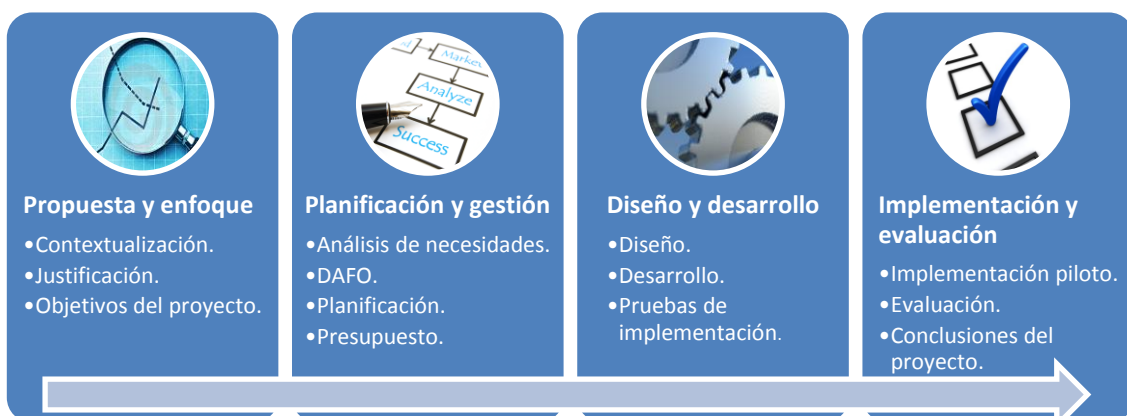 Market
Analyze
Success
Propuesta y enfoque
•Contextualización.
•Justificación.
•Objetivos del proyecto.
Planificación y gestión
•Análisis de necesidades.
•DAFO.
•Planificación.
•Presupuesto.
Diseño y desarrollo
•Diseño.
•Desarrollo.
•Pruebas de
implementación.
Implementación y
evaluación
•Implementación piloto.
•Evaluación.
•Conclusiones del
proyecto.